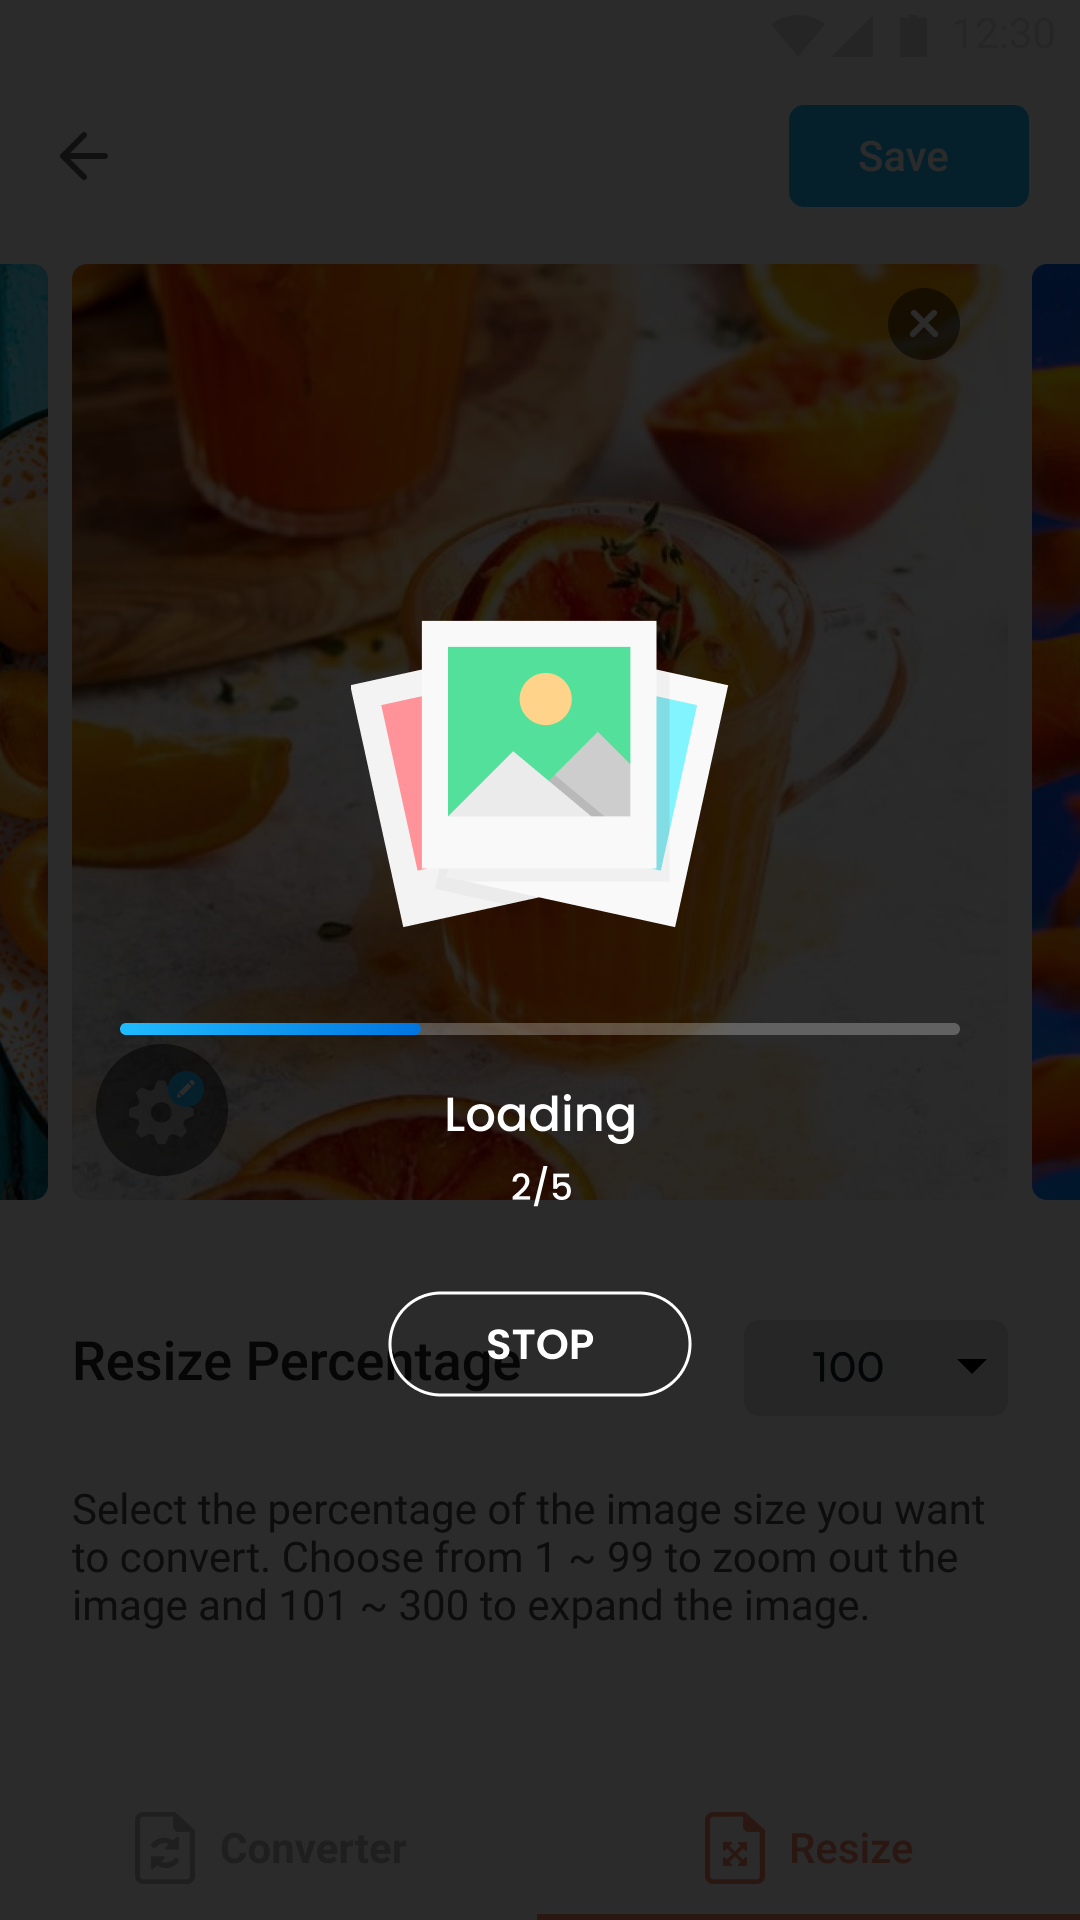 12:30
Save
Loading
2/5
STOP
Resize Percentage
100
Select the percentage of the image size you want
to convert. Choose from 1 ~ 99 to zoom out the
image and 101 ~ 300 to expand the image.
Converter
Resize